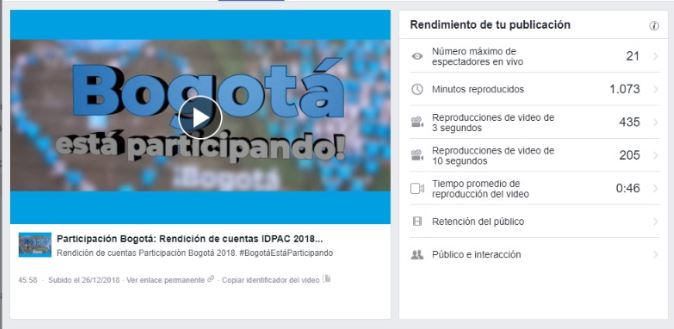 Bogotá
está participando!
Bogotá
Participación Bogotá: Rendición de cuentas IDPAC 2018...
Rendición de cuentas Participación Bogotá 2018. #BogotáEstáParticipando
45:58 · Subido el 26/12/2018 · Ver enlace permanente · Copiar identificador del video
Rendimiento de tu publicación
Número máximo de
espectadores en vivo
21
Minutos reproducidos
1.073
Reproducciones de video de
3 segundos
435
Reproducciones de video de
10 segundos
205
Tiempo promedio de
reproducción del video
0:46
Retención del público
Público e interacción